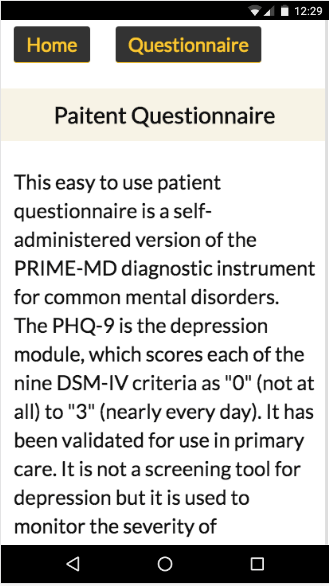 12:29
Home Questionnaire
Paitent Questionnaire
This easy to use patient
questionnaire is a self-
administered version of the
PRIME-MD diagnostic instrument
for common mental disorders.
The PHQ-9 is the depression
module, which scores each of the
nine DSM-IV criteria as "0" (not at
all) to "3" (nearly every day). It has
been validated for use in primary
care. It is not a screening tool for
depression but it is used to
monitor the severity of